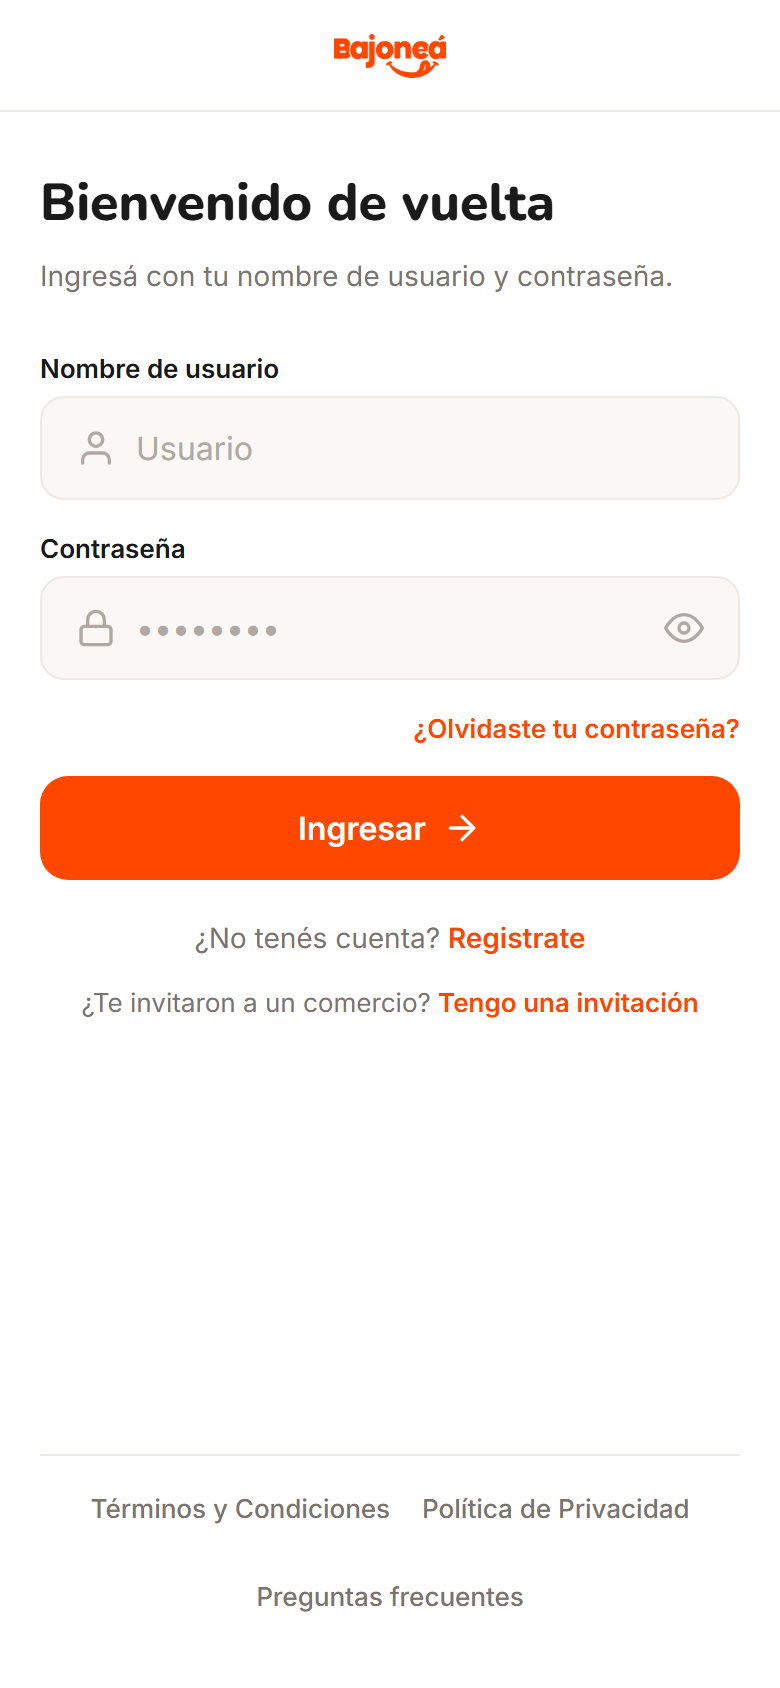 Bajoneá
Bienvenido de vuelta
Ingresá con tu nombre de usuario y contraseña.
Nombre de usuario
Usuario
Contraseña
••••••••
¿Olvidaste tu contraseña?
Ingresar →
¿No tenés cuenta? Registrate
¿Te invitaron a un comercio? Tengo una invitación
Términos y Condiciones Política de Privacidad
Preguntas frecuentes